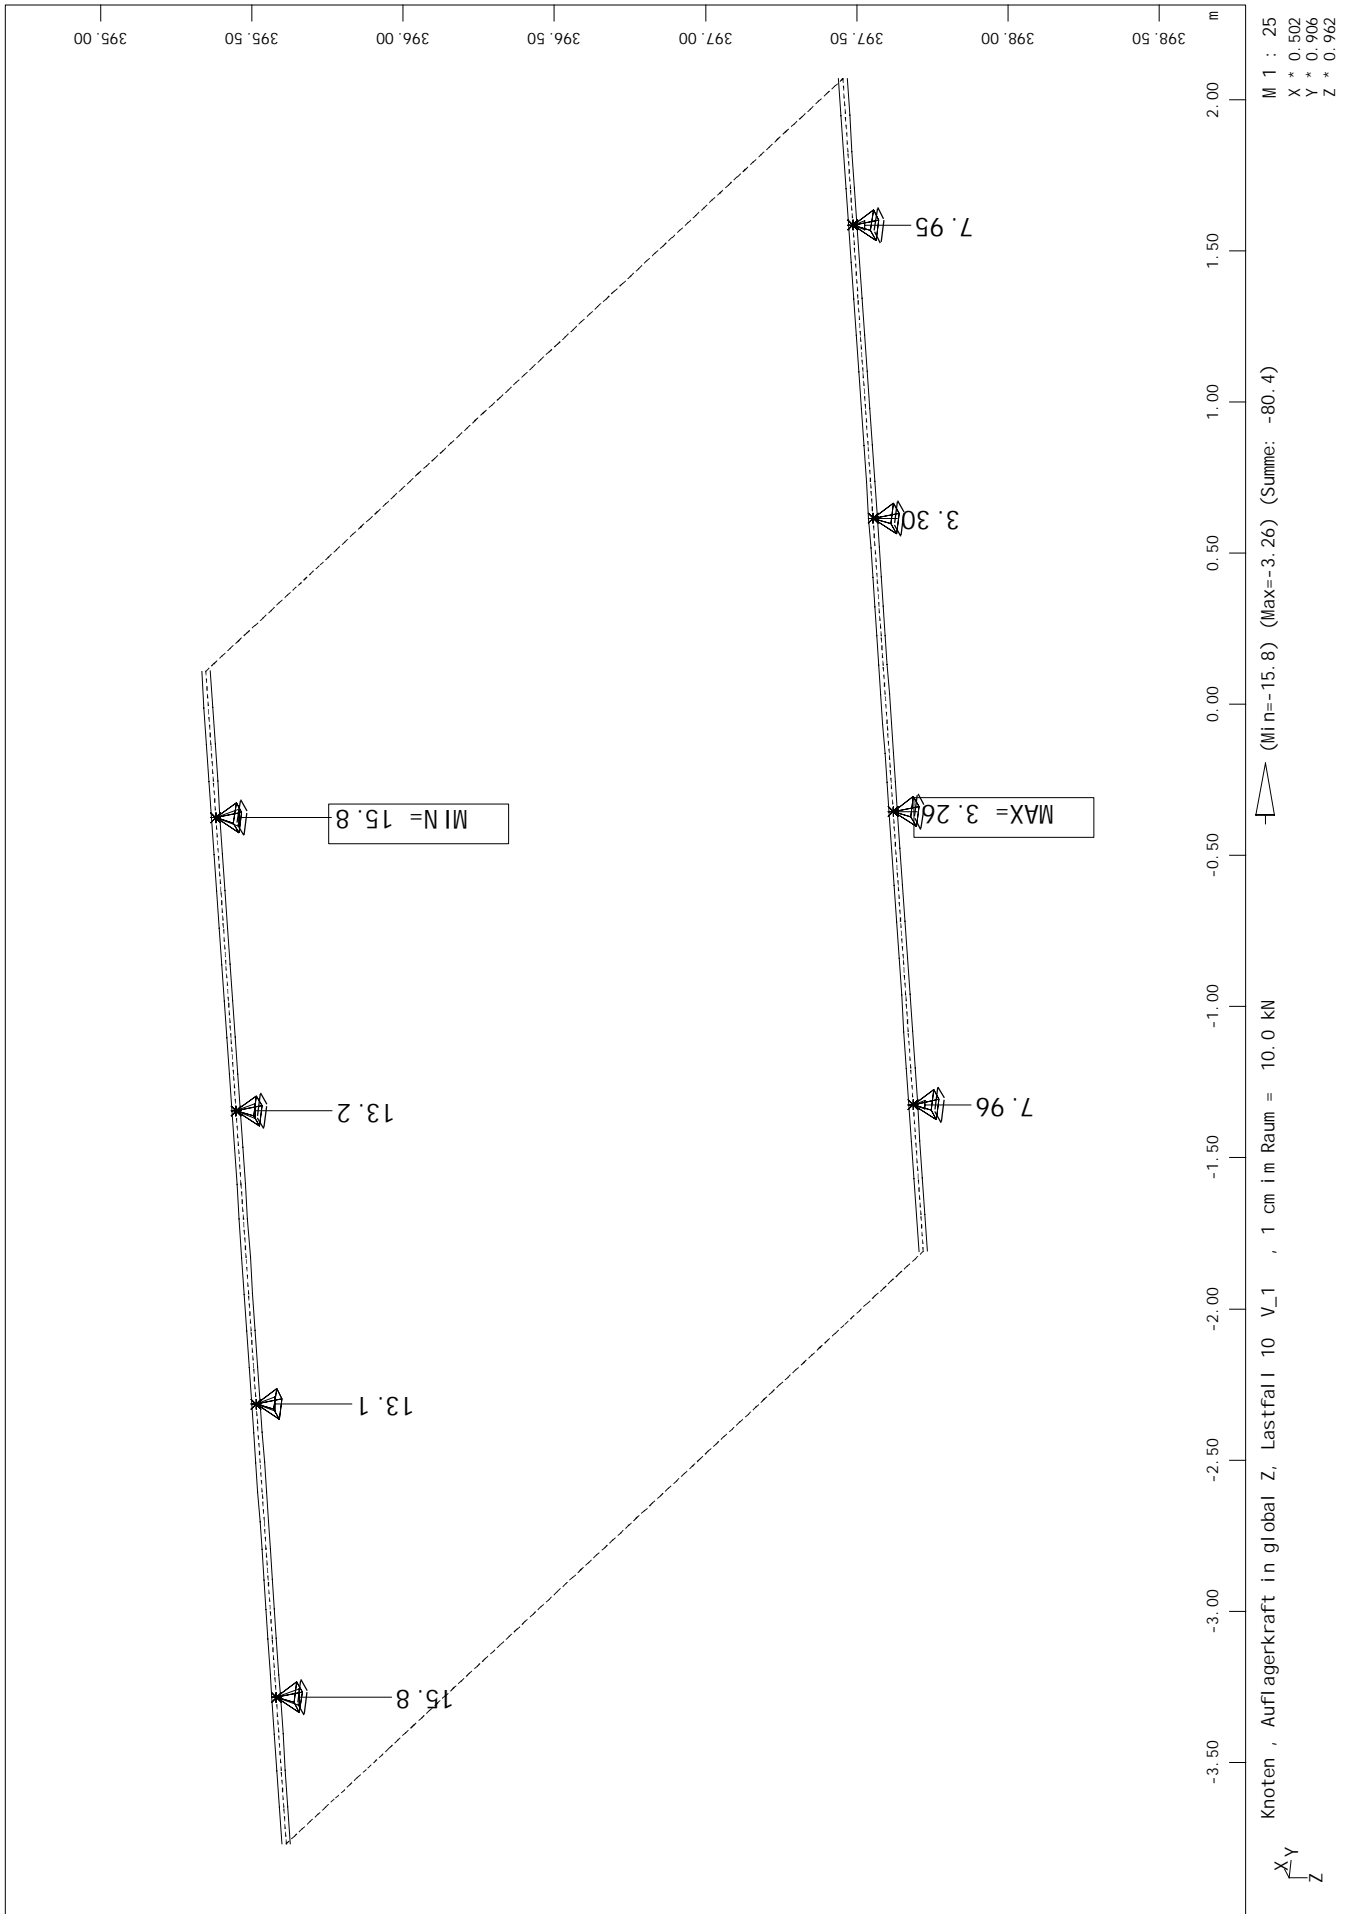 395.00
395.50
396.00
396.50
397.00
397.50
398.00
398.50
m
2.00
1.50
1.00
0.50
0.00
-0.50
-1.00
-1.50
-2.00
-2.50
-3.00
-3.50
7.95
3.30
MAX= 3.26
7.96
MIN= 15.8
13.2
13.1
15.8
Knoten , Auflagerkraft in global Z, Lastfall 10 V_1 , 1 cm im Raum = 10.0 kN (Min=-15.8) (Max=-3.26) (Summe: -80.4)
M 1 : 25
X * 0.502
Y * 0.906
Z * 0.962
X
Y
Z